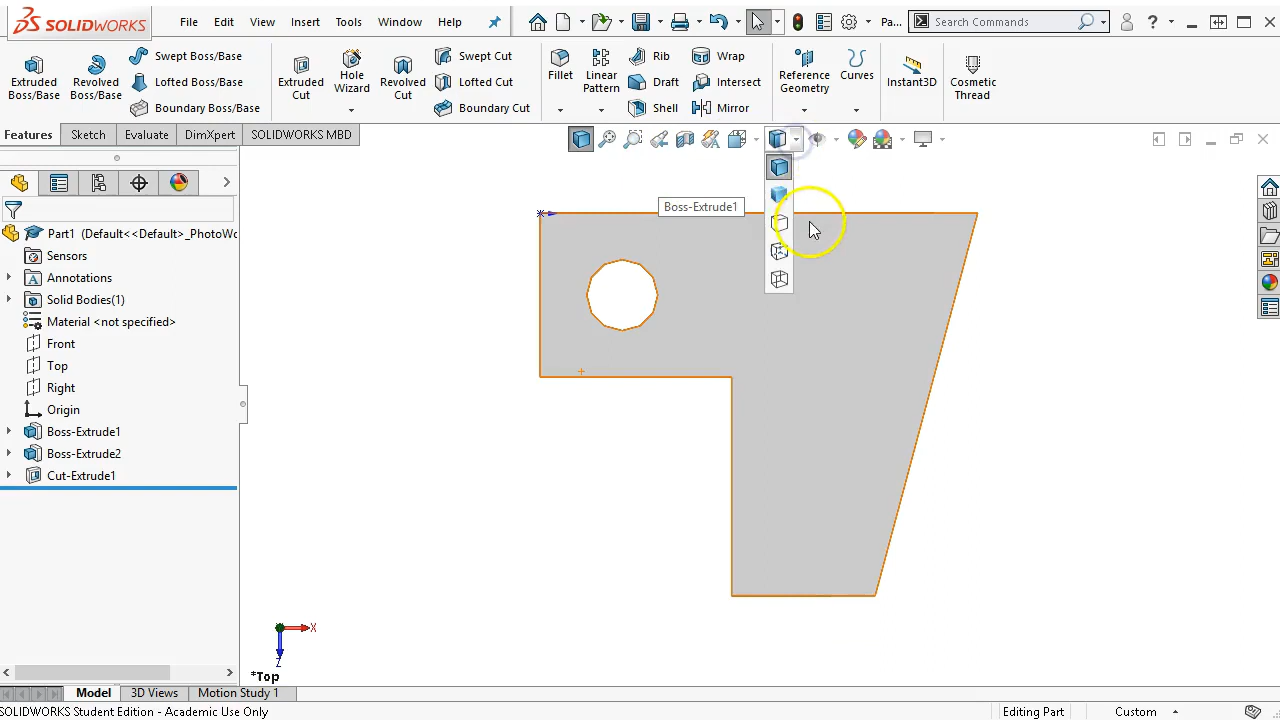 SOLIDWORKS File Edit View Insert Tools Window Help Pa... Search Commands ?
Extruded Boss/Base
Revolved Boss/Base
Swept Boss/Base
Lofted Boss/Base
Boundary Boss/Base
Extruded Cut
Hole Wizard
Revolved Cut
Swept Cut
Lofted Cut
Boundary Cut
Fillet
Linear Pattern
Rib
Draft
Shell
Wrap
Intersect
Mirror
Reference Geometry
Curves
Instant3D
Cosmetic Thread
Features Sketch Evaluate DimXpert SOLIDWORKS MBD
Boss-Extrude1
Part1 (Default<<Default>_PhotoWo
Sensors
Annotations
Solid Bodies(1)
Material <not specified>
Front
Top
Right
Origin
Boss-Extrude1
Boss-Extrude2
Cut-Extrude1
X
Z
*Top
Model 3D Views Motion Study 1
SOLIDWORKS Student Edition - Academic Use Only Editing Part Custom